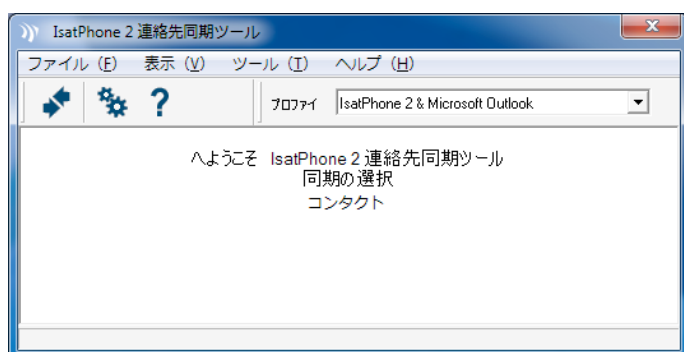 IsatPhone 2 連絡先同期ツール
ファイル (F) 表示 (V) ツール (T) ヘルプ (H)
? プロファイ IsatPhone 2 & Microsoft Outlook
へようこそ IsatPhone 2 連絡先同期ツール
同期の選択
コンタクト